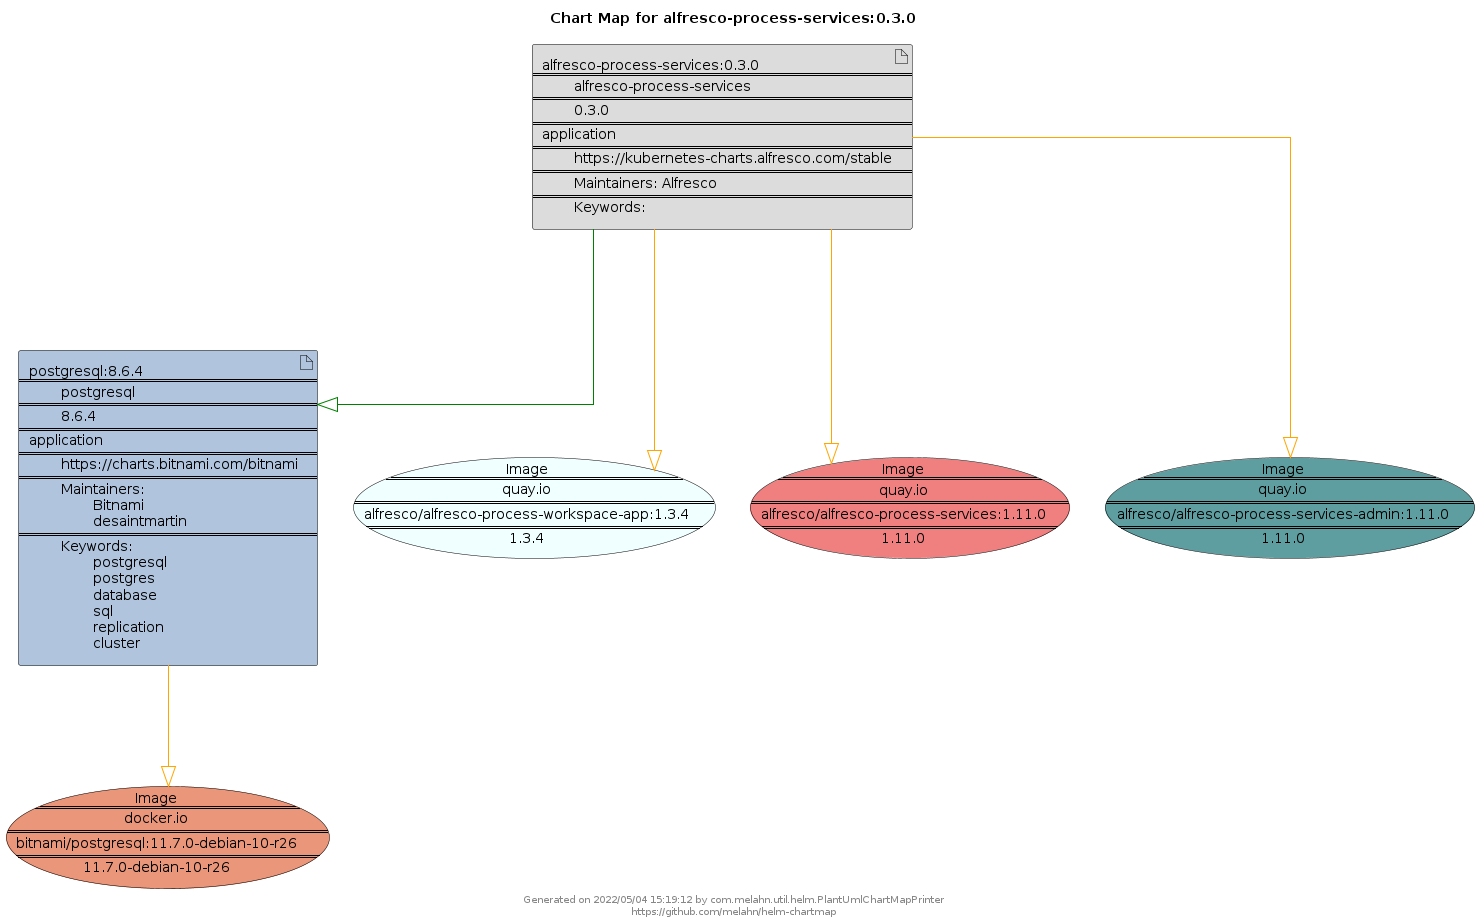 Chart Map for alfresco-process-services:0.3.0
alfresco-process-services:0.3.0
alfresco-process-services
0.3.0
application
https://kubernetes-charts.alfresco.com/stable
Maintainers: Alfresco
Keywords:
postgresql:8.6.4
postgresql
8.6.4
application
https://charts.bitnami.com/bitnami
Maintainers:
Bitnami
desaintmartin
Keywords:
postgresql
postgres
database
sql
replication
cluster
Image
quay.io
alfresco/alfresco-process-workspace-app:1.3.4
1.3.4
Image
quay.io
alfresco/alfresco-process-services:1.11.0
1.11.0
Image
quay.io
alfresco/alfresco-process-services-admin:1.11.0
1.11.0
Image
docker.io
bitnami/postgresql:11.7.0-debian-10-r26
11.7.0-debian-10-r26
Generated on 2022/05/04 15:19:12 by com.melahn.util.helm.PlantUmlChartMapPrinter
https://github.com/melahn/helm-chartmap